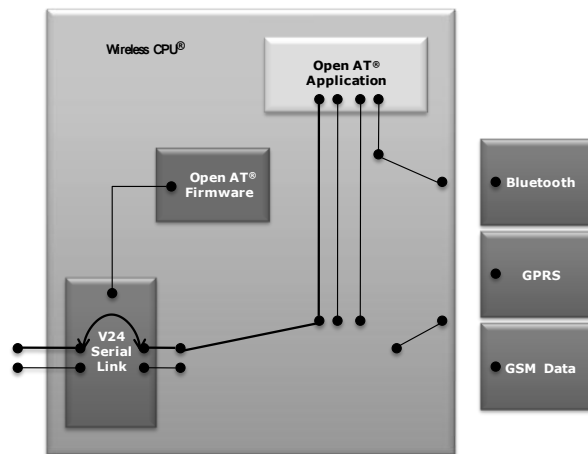 Wireless CPU®
Open AT®
Application
Open AT®
Firmware
V24
Serial
Link
Bluetooth
GPRS
GSM Data